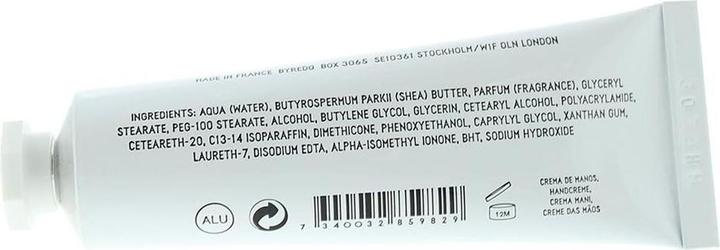 MADE IN FRANCE BYREDO BOX 3065 SE10361 STOCKHOLM/W1F OLN LONDON
INGREDIENTS: AQUA (WATER), BUTYROSPERMUM PARKII (SHEA) BUTTER, PARFUM (FRAGRANCE), GLYCERYL
STEARATE, PEG-100 STEARATE, ALCOHOL, BUTYLENE GLYCOL, GLYCERIN, CETEARYL ALCOHOL, POLYACRYLAMIDE,
CETEARETH-20, C13-14 ISOPARAFFIN, DIMETHICONE, PHENOXYETHANOL, CAPRYLYL GLYCOL, XANTHAN GUM,
LAURETH-7, DISODIUM EDTA, ALPHA-ISOMETHYL IONONE, BHT, SODIUM HYDROXIDE
ALU
7 340032 859829
12M
CREMA DE MANOS,
HANDCREME,
CREMA MANI,
CREME DAS MÃOS